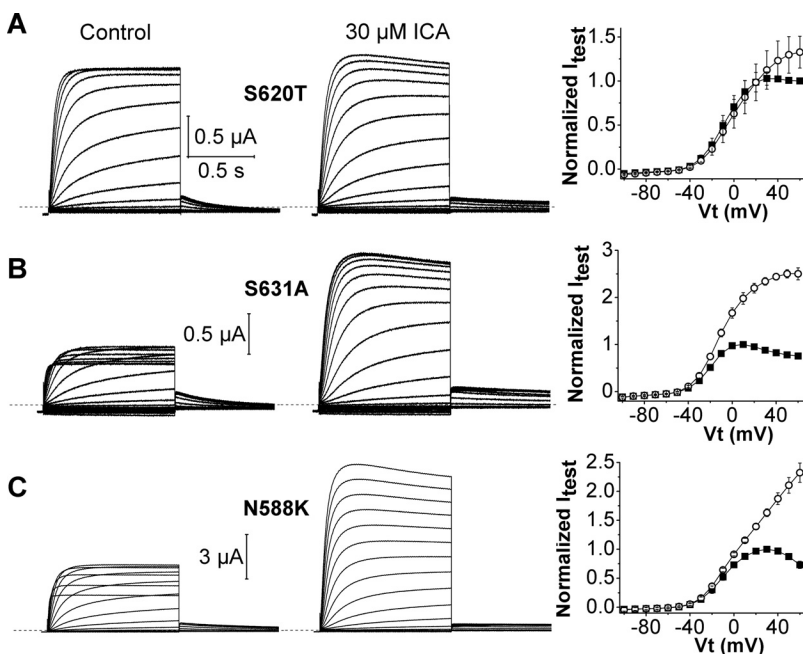 A
Control
30 µM ICA
S620T
0.5 µA
0.5 s
Normalized Itest
1.5
1.0
0.5
0.0
-80 -40 0 40
Vt (mV)
B
S631A
0.5 µA
Normalized Itest
3
2
1
0
-80 -40 0 40
Vt (mV)
C
N588K
3 µA
Normalized Itest
2.5
2.0
1.5
1.0
0.5
0.0
-80 -40 0 40
Vt (mV)